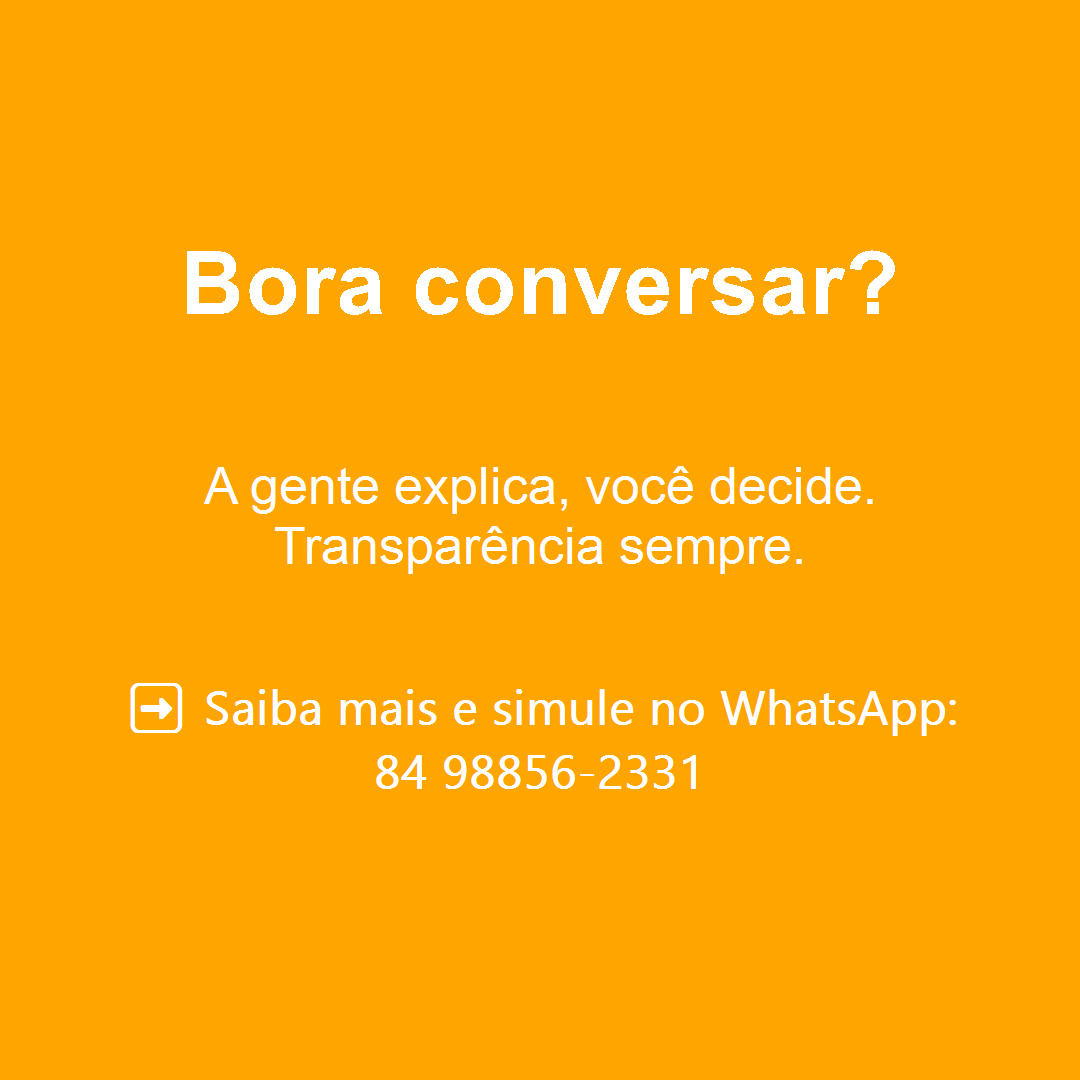 Bora conversar?
A gente explica, você decide.
Transparência sempre.
➡ Saiba mais e simule no WhatsApp:
84 98856-2331